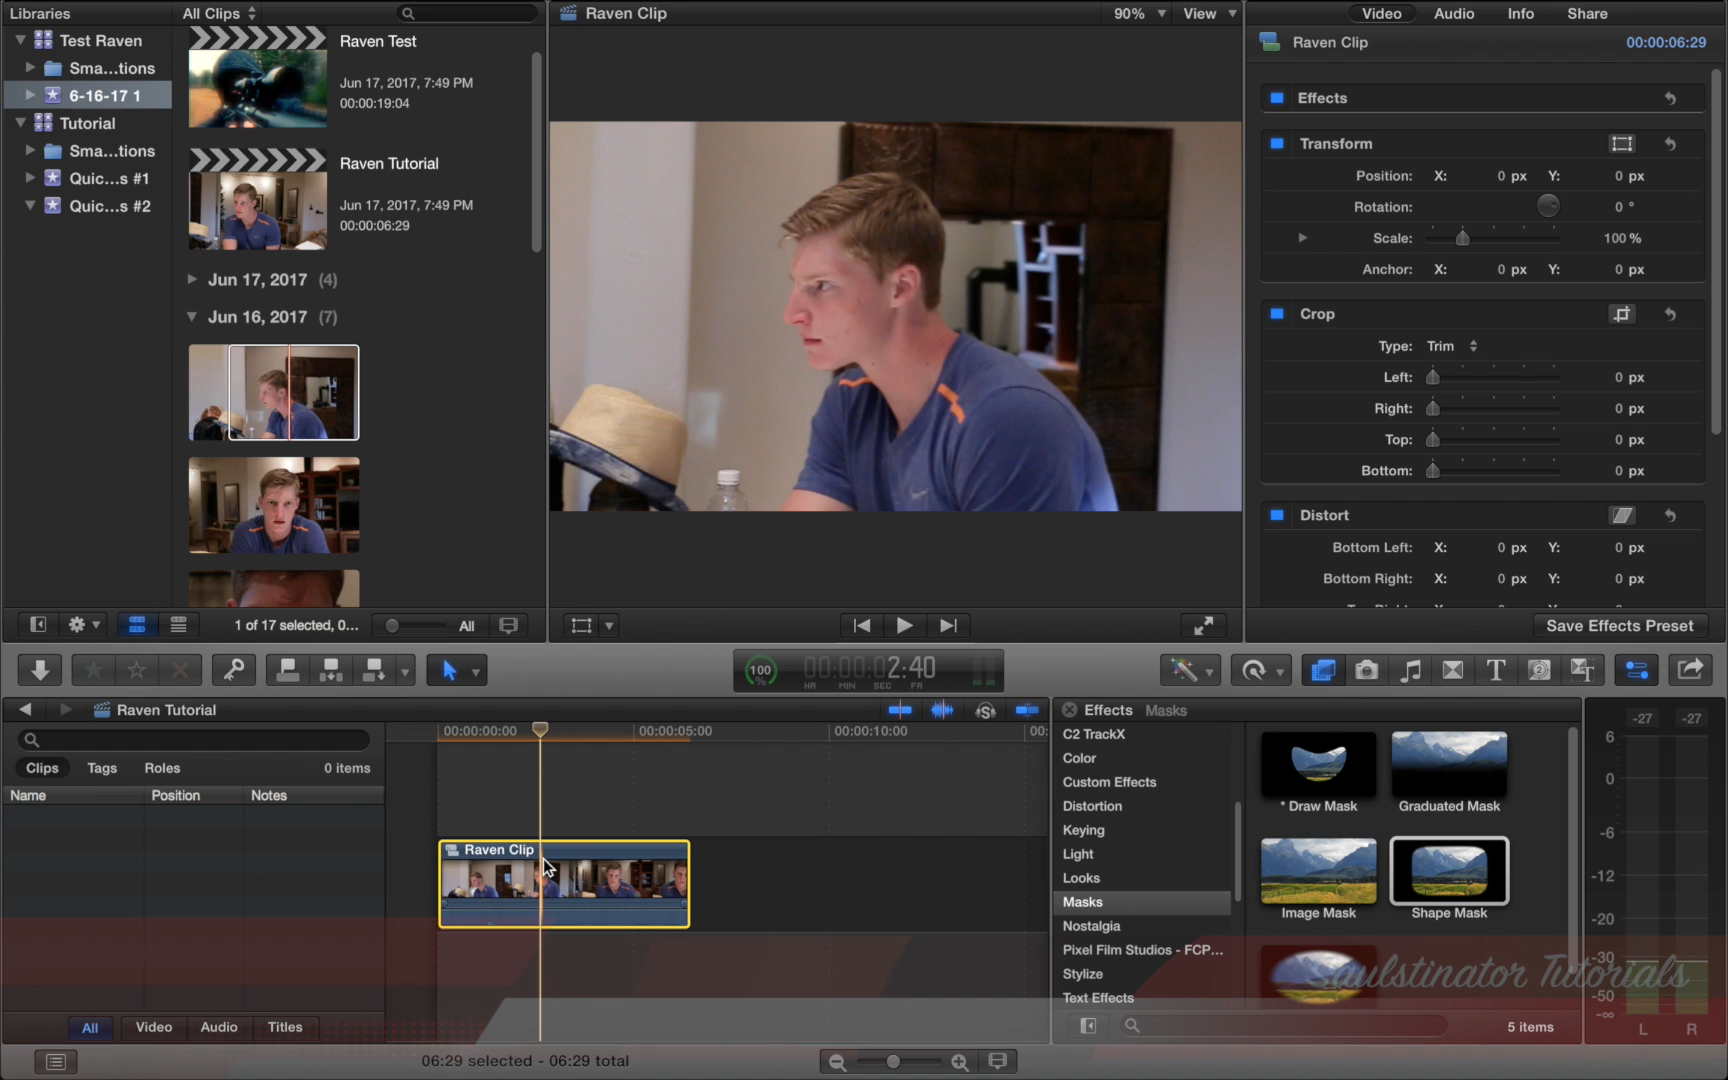 Libraries
Test Raven
Sma...tions
6-16-17 1
Tutorial
Sma...tions
Quic...s #1
Quic...s #2
All Clips
Raven Test
Jun 17, 2017, 7:49 PM
00:00:19:04
Raven Tutorial
Jun 17, 2017, 7:49 PM
00:00:06:29
Jun 17, 2017 (4)
Jun 16, 2017 (7)
1 of 17 selected, 0...
All
Raven Clip
90%
View
Video
Audio
Info
Share
Raven Clip
00:00:06:29
Effects
Transform
Position: X: 0 px Y: 0 px
Rotation: 0 °
Scale: 100 %
Anchor: X: 0 px Y: 0 px
Crop
Type: Trim
Left: 0 px
Right: 0 px
Top: 0 px
Bottom: 0 px
Distort
Bottom Left: X: 0 px Y: 0 px
Bottom Right: X: 0 px Y: 0 px
Save Effects Preset
100
%
00:00:02:40
HR MIN SEC FR
Raven Tutorial
Clips
Tags
Roles
0 items
Name
Position
Notes
All
Video
Audio
Titles
00:00:00:00
00:00:05:00
00:00:10:00
00:
Raven Clip
06:29 selected - 06:29 total
Effects
Masks
C2 TrackX
Color
Custom Effects
Distortion
Keying
Light
Looks
Masks
Nostalgia
Pixel Film Studios - FCP...
Stylize
Text Effects
* Draw Mask
Graduated Mask
Image Mask
Shape Mask
5 items
-27 -27
6
0
-6
-12
-20
-30
-50
-∞
L R
Saulstinator Tutorials